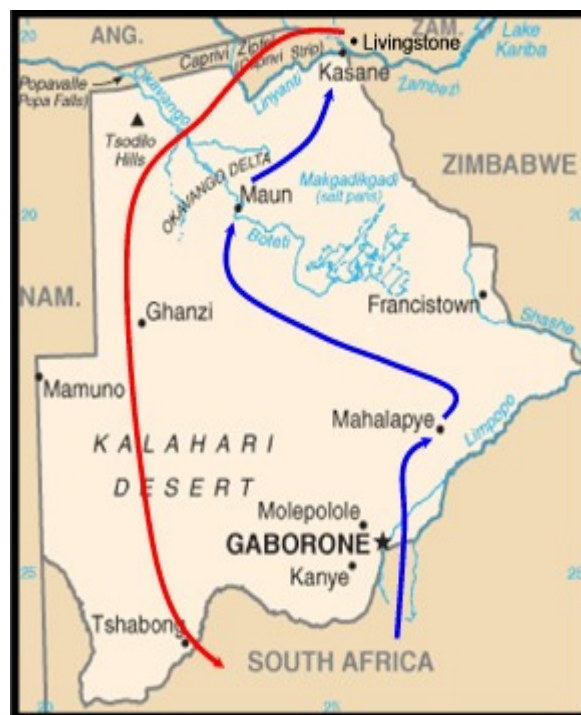 20
ANG.
ZAM.
Livingstone
Lake
Kariba
Caprivi Zipfel
(Caprivi Strip)
Popavalle
(Popa Falls)
Okavango
Kasane
Linyanti
Zambezi
Tsodilo
Hills
OKAVANGO DELTA
ZIMBABWE
Makgadikgadi
(salt pans)
Maun
20
Boteti
NAM.
Francistown
Ghanzi
Shashe
Mamuno
Mahalapye
Limpopo
KALAHARI
DESERT
Molepolole
GABORONE
Kanye
25
25
Tshabong
SOUTH AFRICA
20
25